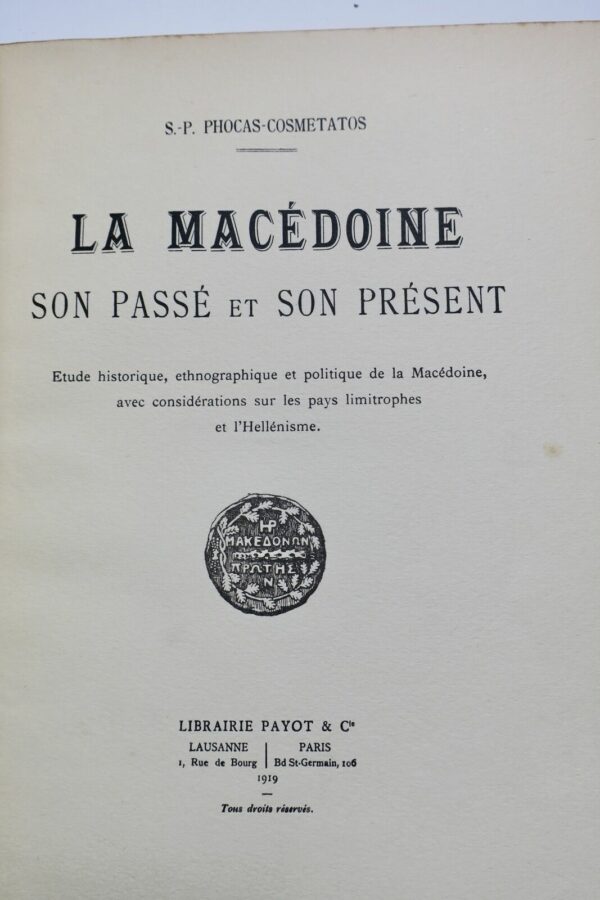 S.-P. PHOCAS-COSMETATOS
LA MACÉDOINE
SON PASSÉ ET SON PRÉSENT
Etude historique, ethnographique et politique de la Macédoine,
avec considérations sur les pays limitrophes
et l'Hellénisme.
ΜΑΚΕΔΟΝΩΝ
ΠΡΩΤΗΣ
LIBRAIRIE PAYOT & Cie
LAUSANNE | PARIS
1, Rue de Bourg | Bd St-Germain, 106
1919
Tous droits réservés.